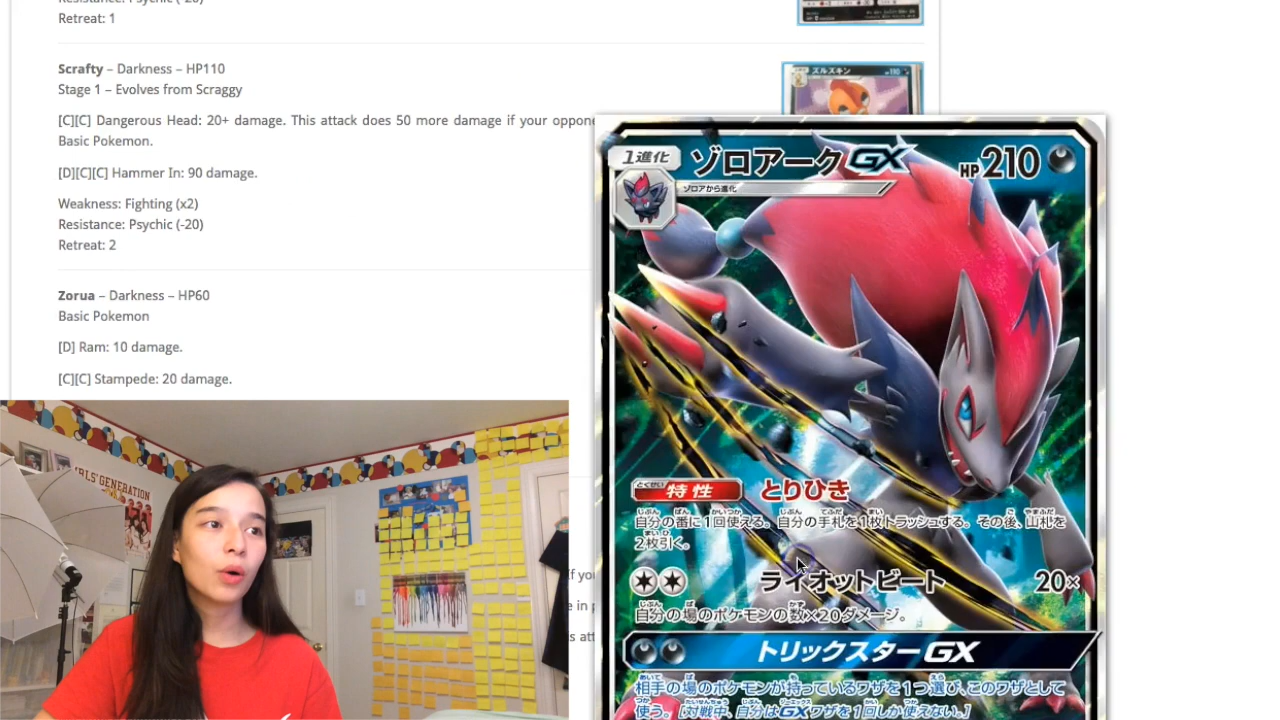 Retreat: 1
Scrafty – Darkness – HP110
Stage 1 – Evolves from Scraggy
[C][C] Dangerous Head: 20+ damage. This attack does 50 more damage if your oppone
Basic Pokemon.
[D][C][C] Hammer In: 90 damage.
Weakness: Fighting (x2)
Resistance: Psychic (-20)
Retreat: 2
Zorua – Darkness – HP60
Basic Pokemon
[D] Ram: 10 damage.
[C][C] Stampede: 20 damage.
ズルズキン
1進化
ゾロアークGX
HP210
ゾロアから進化
特性 とりひき
自分の番に1回使える。自分の手札を1枚トラッシュする。その後、山札を
2枚引く。
ライオットビート 20×
自分の場のポケモンの数×20ダメージ。
トリックスターGX
相手の場のポケモンが持っているワザを1つ選び、このワザとして
使う。[対戦中、自分はGXワザを1回しか使えない。]
GIRLS' GENERATION
if you